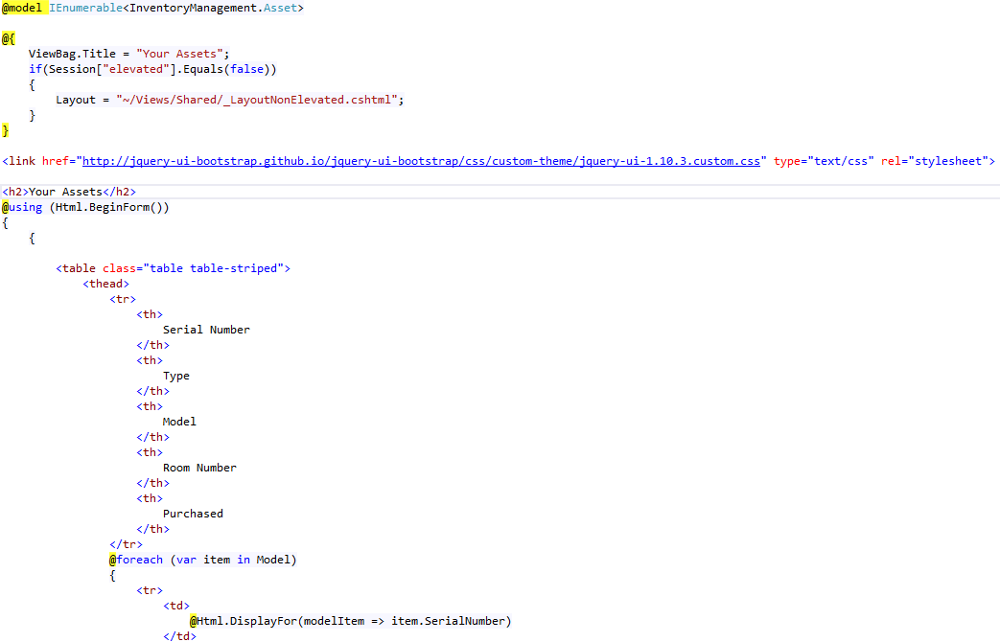 @model IEnumerable<InventoryManagement.Asset>
@{
    ViewBag.Title = "Your Assets";
    if(Session["elevated"].Equals(false))
    {
        Layout = "~/Views/Shared/_LayoutNonElevated.cshtml";
    }
}
<link href="http://jquery-ui-bootstrap.github.io/jquery-ui-bootstrap/css/custom-theme/jquery-ui-1.10.3.custom.css" type="text/css" rel="stylesheet">
<h2>Your Assets</h2>
@using (Html.BeginForm())
{
    {
        <table class="table table-striped">
            <thead>
                <tr>
                    <th>
                        Serial Number
                    </th>
                    <th>
                        Type
                    </th>
                    <th>
                        Model
                    </th>
                    <th>
                        Room Number
                    </th>
                    <th>
                        Purchased
                    </th>
                </tr>
                @foreach (var item in Model)
                {
                    <tr>
                        <td>
                            @Html.DisplayFor(modelItem => item.SerialNumber)
                        </td>